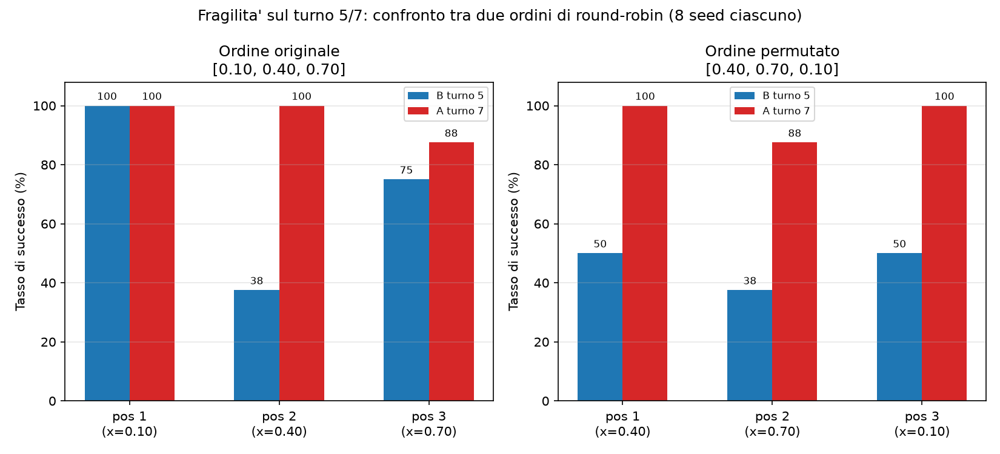 Fragilita' sul turno 5/7: confronto tra due ordini di round-robin (8 seed ciascuno)
Ordine originale
[0.10, 0.40, 0.70]
Tasso di successo (%)
100
80
60
40
20
0
100
100
38
100
75
88
B turno 5
A turno 7
pos 1
(x=0.10)
pos 2
(x=0.40)
pos 3
(x=0.70)
Ordine permutato
[0.40, 0.70, 0.10]
Tasso di successo (%)
100
80
60
40
20
0
50
100
38
88
50
100
B turno 5
A turno 7
pos 1
(x=0.40)
pos 2
(x=0.70)
pos 3
(x=0.10)